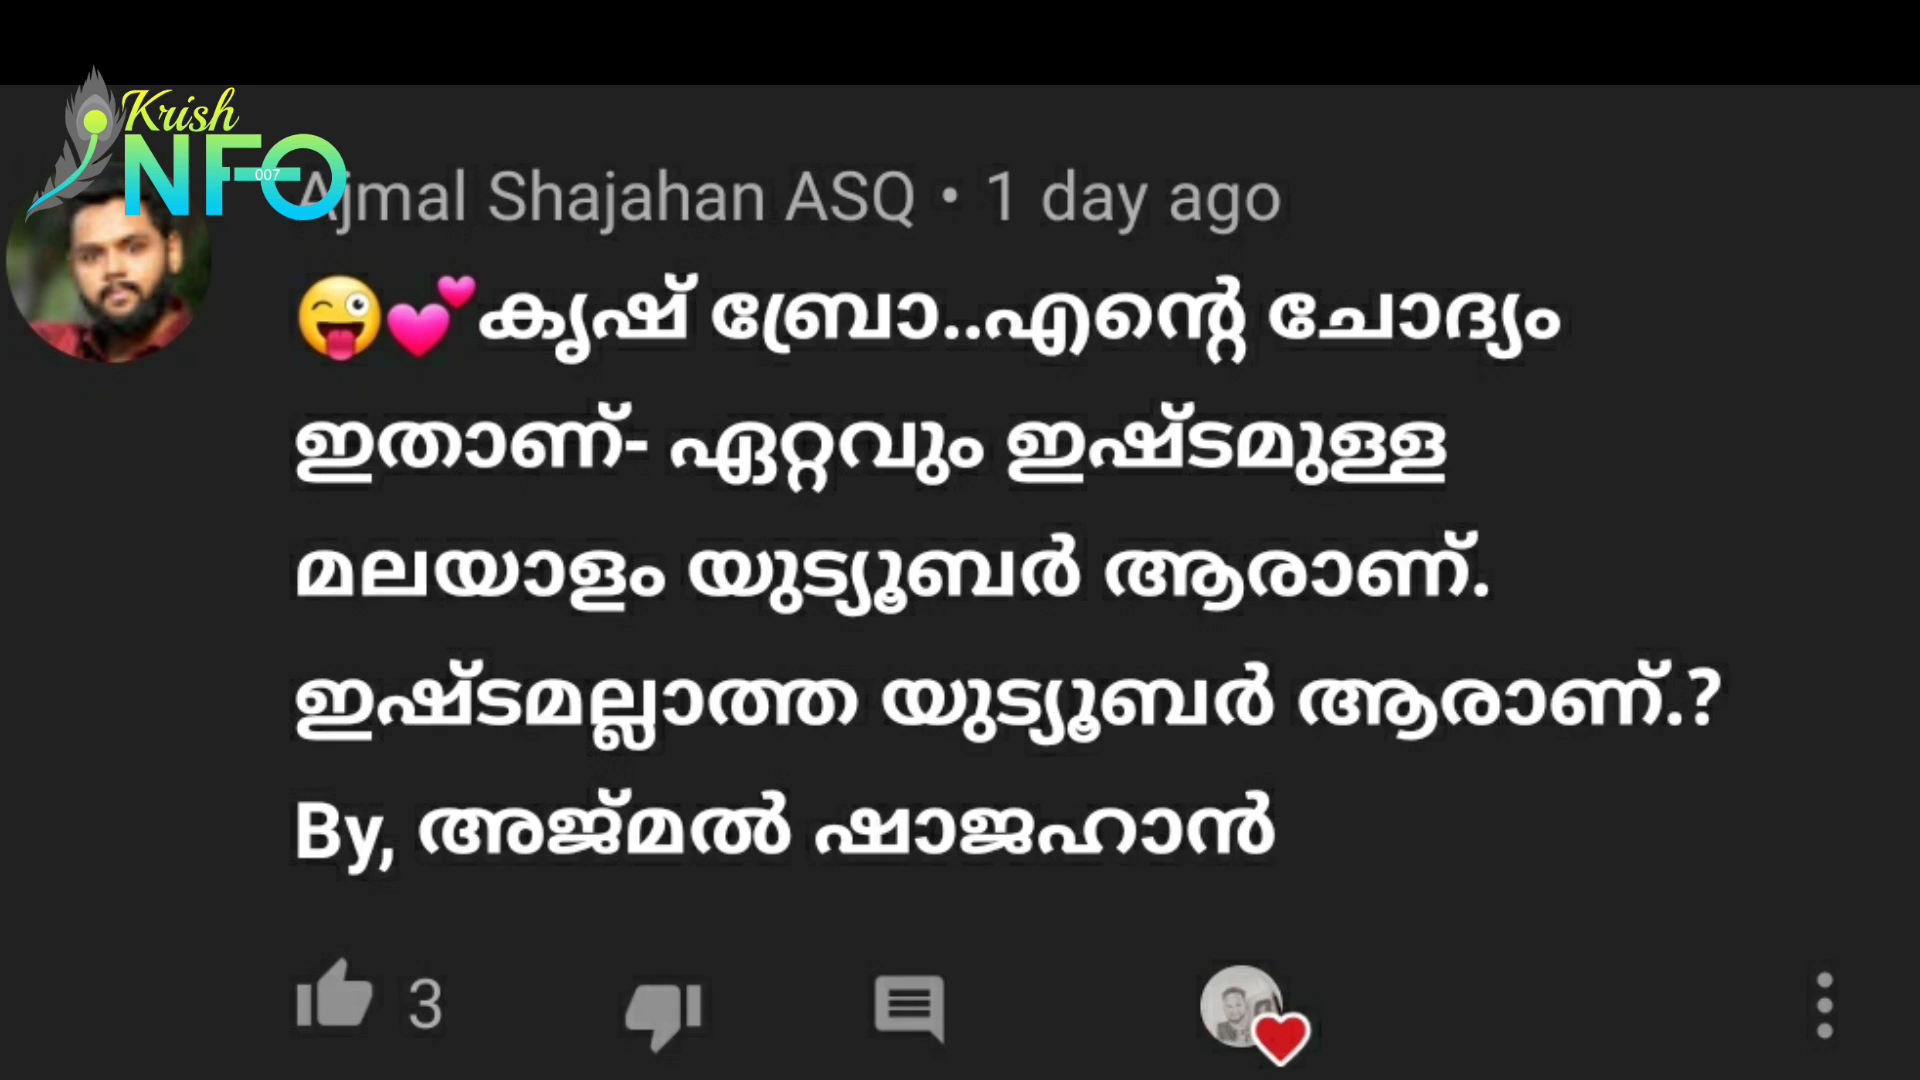 Krish
NFO
007
Ajmal Shajahan ASQ • 1 day ago
😜💕കൃഷ് ബ്രോ..എന്റെ ചോദ്യം
ഇതാണ്- ഏറ്റവും ഇഷ്ടമുള്ള
മലയാളം യുട്യൂബർ ആരാണ്.
ഇഷ്ടമല്ലാത്ത യുട്യൂബർ ആരാണ്.?
By, അജ്മൽ ഷാജഹാൻ
3